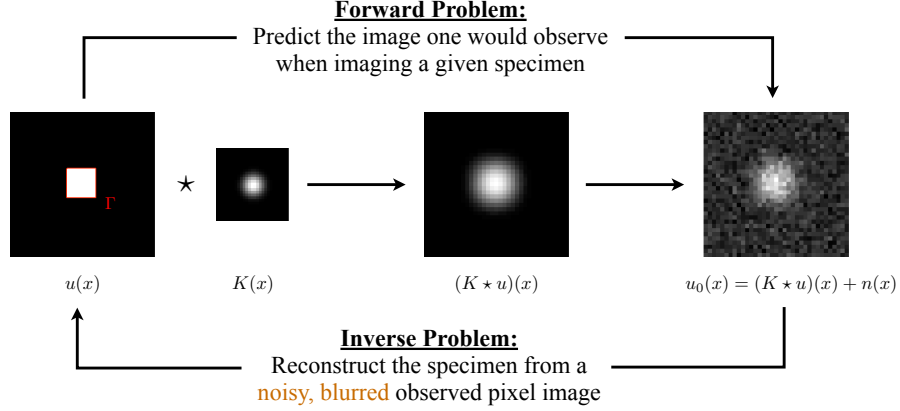 Forward Problem:
Predict the image one would observe
when imaging a given specimen
Γ
⋆
u(x)
K(x)
(K ⋆ u)(x)
u₀(x) = (K ⋆ u)(x) + n(x)
Inverse Problem:
Reconstruct the specimen from a
noisy, blurred observed pixel image